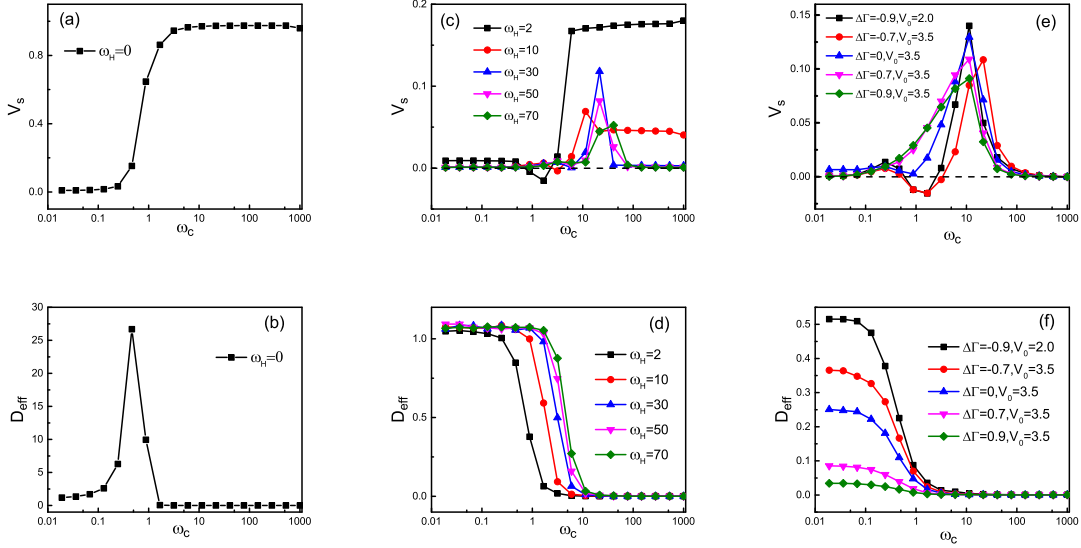 (a)
ω_H=0
V_s
0.0
0.4
0.8
0.01 0.1 1 10 100 1000
ω_c
(c)
ω_H=2
ω_H=10
ω_H=30
ω_H=50
ω_H=70
V_s
0.0
0.1
0.2
0.01 0.1 1 10 100 1000
ω_c
(e)
ΔΓ=-0.9,V_0=2.0
ΔΓ=-0.7,V_0=3.5
ΔΓ=0,V_0=3.5
ΔΓ=0.7,V_0=3.5
ΔΓ=0.9,V_0=3.5
V_s
0.15
0.10
0.05
0.00
0.01 0.1 1 10 100 1000
ω_c
(b)
ω_H=0
D_eff
30
25
20
15
10
5
0
0.01 0.1 1 10 100 1000
ω_c
(d)
ω_H=2
ω_H=10
ω_H=30
ω_H=50
ω_H=70
D_eff
1.0
0.5
0.0
0.01 0.1 1 10 100 1000
ω_c
(f)
ΔΓ=-0.9,V_0=2.0
ΔΓ=-0.7,V_0=3.5
ΔΓ=0,V_0=3.5
ΔΓ=0.7,V_0=3.5
ΔΓ=0.9,V_0=3.5
D_eff
0.5
0.4
0.3
0.2
0.1
0.0
0.01 0.1 1 10 100 1000
ω_c